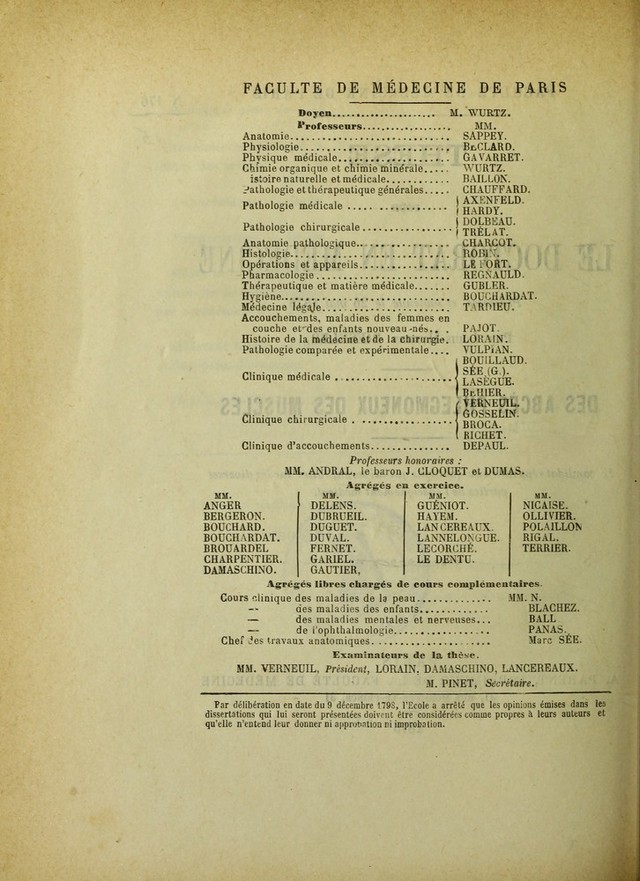 FACULTE DE MÉDECINE DE PARIS
Doyen..................... M. WURTZ.
Professeurs.................. MM.
Anatomie................................ SAPPEY.
Physiologie.............................. BÉCLARD.
Physique médicale...................... GAVARRET.
Chimie organique et chimie minérale..... WURTZ.
istoire naturelle et médicale............ BAILLON.
Pathologie et thérapeutique générales..... CHAUFFARD.
Pathologie médicale .................... { AXENFELD.
HARDY.
Pathologie chirurgicale .................. { DOLBEAU.
TRÉLAT.
Anatomie pathologique................... CHARCOT.
Histologie................................ ROBIN.
Opérations et appareils.................. LE FORT.
Pharmacologie........................... REGNAULD.
Thérapeutique et matière médicale....... GUBLER.
Hygiène.................................. BOUCHARDAT.
Médecine légale.......................... TARDIEU.
Accouchements, maladies des femmes en
couche et des enfants nouveau-nés.. . PAJOT.
Histoire de la médecine et de la chirurgie. LORAIN.
Pathologie comparée et expérimentale.... VULPIAN.
BOUILLAUD.
Clinique médicale ....................... { SÉE (G.).
LASÈGUE.
BÉHIER.
VERNEUIL.
Clinique chirurgicale . ................. { GOSSELIN.
BROCA.
RICHET.
Clinique d'accouchements................ DEPAUL.
Professeurs honoraires :
MM. ANDRAL, le baron J. CLOQUET et DUMAS.
Agrégés en exercice.
MM. MM. MM. MM.
ANGER DELENS. GUÉNIOT. NICAISE.
BERGERON. DUBRUEIL. HAYEM. OLLIVIER.
BOUCHARD. DUGUET. LANCEREAUX. POLAILLON
BOUCHARDAT. DUVAL. LANNELONGUE. RIGAL.
BROUARDEL FERNET. LECORCHÉ. TERRIER.
CHARPENTIER. GARIEL. LE DENTU.
DAMASCHINO. GAUTIER,
Agrégés libres chargés de cours complémentaires.
Cours clinique des maladies de la peau............... MM. N.
— des maladies des enfants............ BLACHEZ.
— des maladies mentales et nerveuses... BALL
— de l'ophthalmologie................... PANAS.
Chef des travaux anatomiques........................ Marc SÉE.
Examinateurs de la thèse.
MM. VERNEUIL, Président, LORAIN, DAMASCHINO, LANCEREAUX.
M. PINET, Secrétaire.
Par délibération en date du 9 décembre 1798, l'Ecole a arrêté que les opinions émises dans les
dissertations qui lui seront présentées doivent être considérées comme propres à leurs auteurs et
qu'elle n'entend leur donner ni approbation ni improbation.